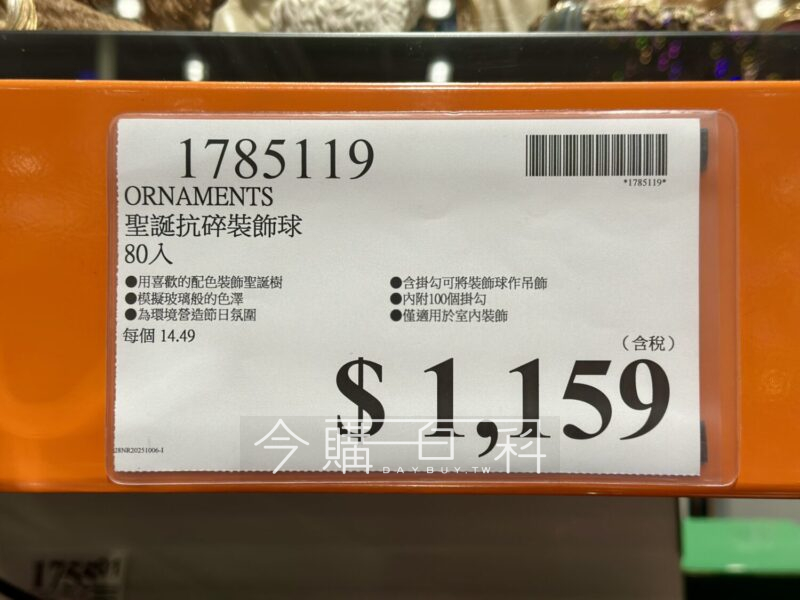 1785119
*1785119*
ORNAMENTS
聖誕抗碎裝飾球
80入
●用喜歡的配色裝飾聖誕樹
●模擬玻璃般的色澤
●為環境營造節日氛圍
●含掛勾可將裝飾球作吊飾
●內附100個掛勾
●僅適用於室內裝飾
每個 14.49
(含稅)
$ 1,159
今購百科
DAYBUY.TW